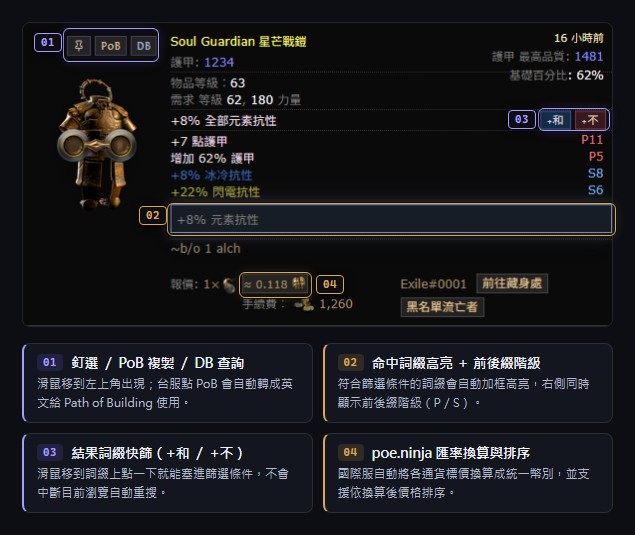 01 PoB DB Soul Guardian 星芒戰鎧 16 小時前
護甲: 1234 護甲 最高品質: 1481
物品等級：63 基礎百分比: 62%
需求 等級 62, 180 力量
+8% 全部元素抗性 03 +和 +不
+7 點護甲 P11
增加 62% 護甲 P5
+8% 冰冷抗性 S8
+22% 閃電抗性 S6
02 +8% 元素抗性
~b/o 1 alch
報價: 1× ≈ 0.118 04 Exile#0001 前往藏身處
手續費： 1,260 黑名單流亡者
01 釘選 / PoB 複製 / DB 查詢
滑鼠移到左上角出現；台服點 PoB 會自動轉成英
文給 Path of Building 使用。
02 命中詞綴高亮 + 前後綴階級
符合篩選條件的詞綴會自動加框高亮，右側同時
顯示前後綴階級 ( P / S ) 。
03 結果詞綴快篩 ( +和 / +不 )
滑鼠移到詞綴上點一下就能塞進篩選條件，不會
中斷目前瀏覽自動重搜。
04 poe.ninja 匯率換算與排序
國際服自動將各通貨標價換算成統一幣別，並支
援依換算後價格排序。